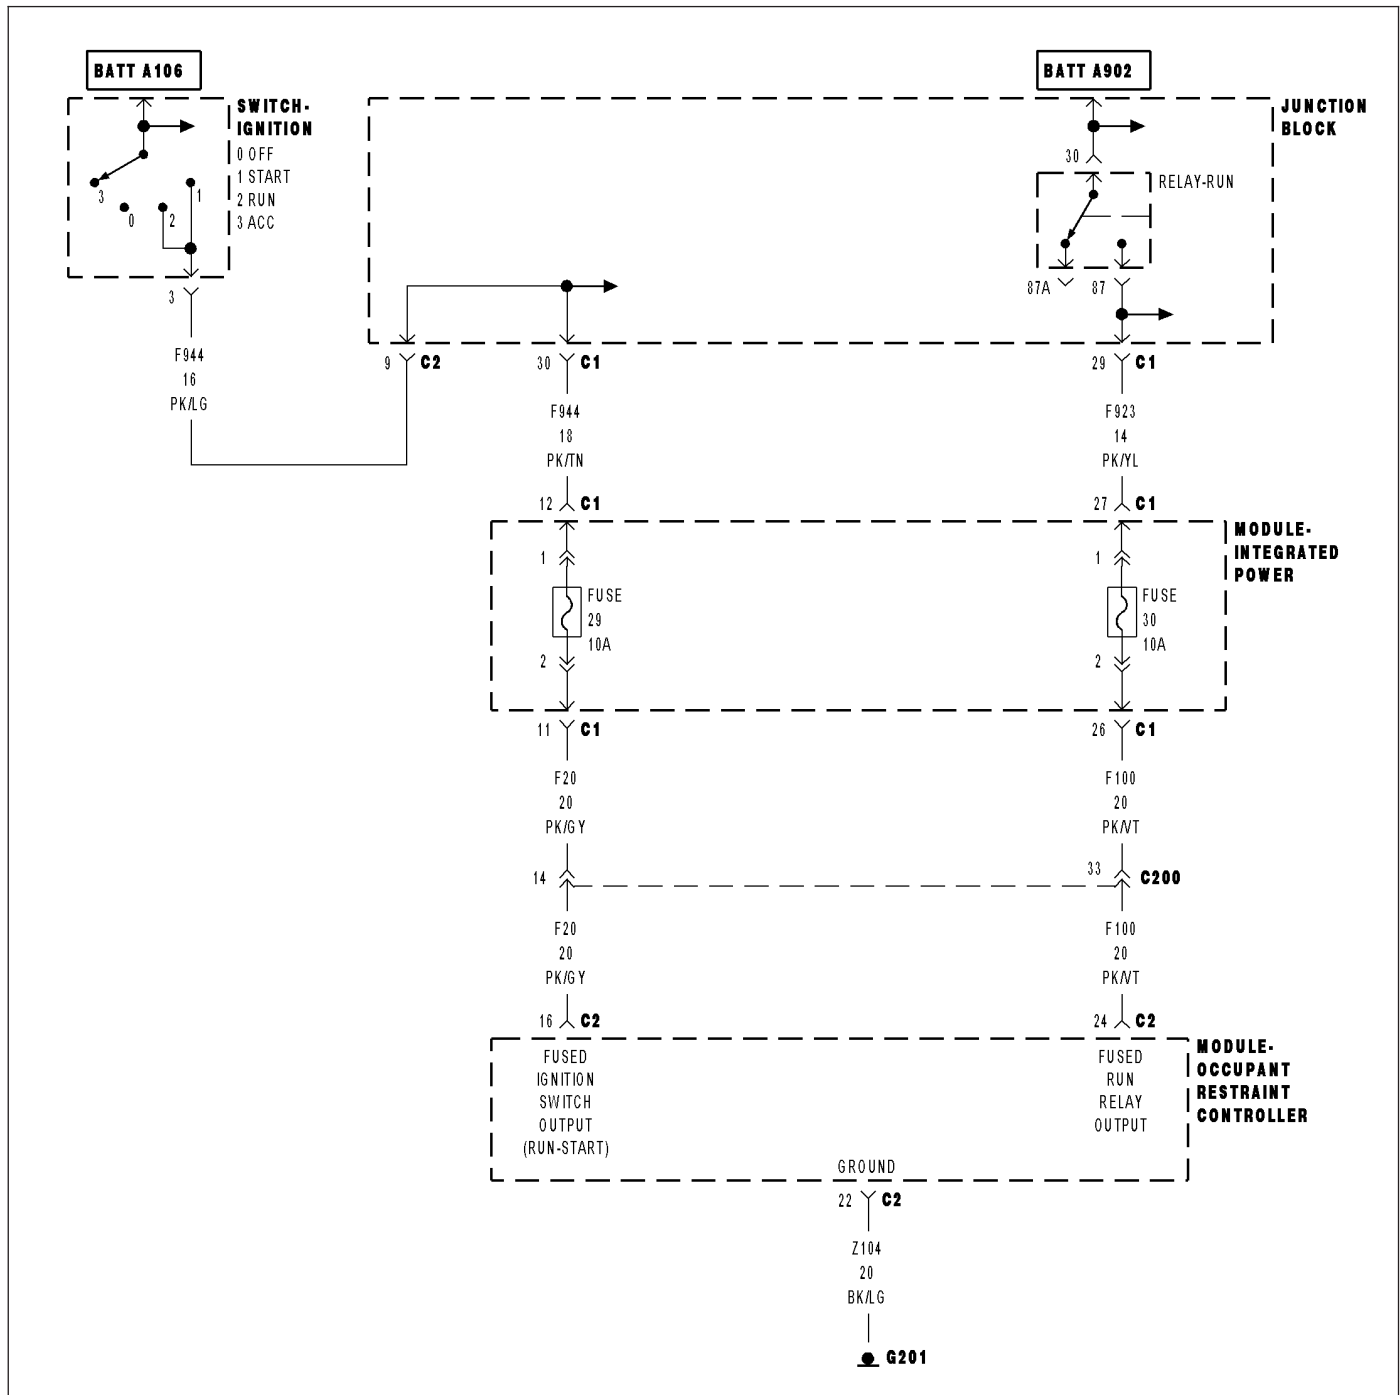 BATT A106
BATT A902
SWITCH-
IGNITION
0 OFF
1 START
2 RUN
3 ACC
3
0
2
1
3
F944
16
PK/LG
JUNCTION
BLOCK
30
RELAY-RUN
87A
87
9
C2
30
C1
29
C1
F944
18
PK/TN
F923
14
PK/YL
12
C1
27
C1
MODULE-
INTEGRATED
POWER
1
FUSE
29
10A
2
1
FUSE
30
10A
2
11
C1
26
C1
F20
20
PK/GY
F100
20
PK/VT
14
33
C200
F20
20
PK/GY
F100
20
PK/VT
16
C2
24
C2
MODULE-
OCCUPANT
RESTRAINT
CONTROLLER
FUSED
IGNITION
SWITCH
OUTPUT
(RUN-START)
FUSED
RUN
RELAY
OUTPUT
GROUND
22
C2
Z104
20
BK/LG
G201